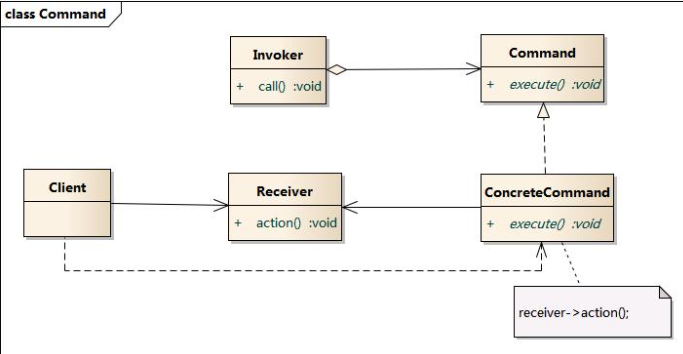 class Command
Invoker
+ call() :void
Command
+ execute() :void
Client
Receiver
+ action() :void
ConcreteCommand
+ execute() :void
receiver->action();